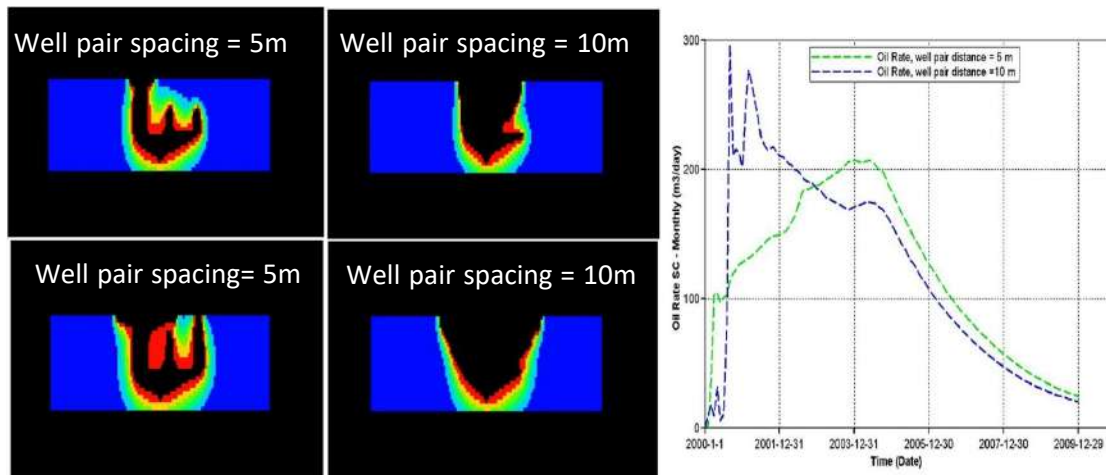 Well pair spacing = 5m
Well pair spacing = 10m
Well pair spacing= 5m
Well pair spacing = 10m
Oil Rate SC - Monthly (m3/day)
300
200
100
0
Oil Rate, well pair distance = 5 m
Oil Rate, well pair distance =10 m
2000-1-1
2001-12-31
2003-12-31
2005-12-30
2007-12-30
2009-12-29
Time (Date)